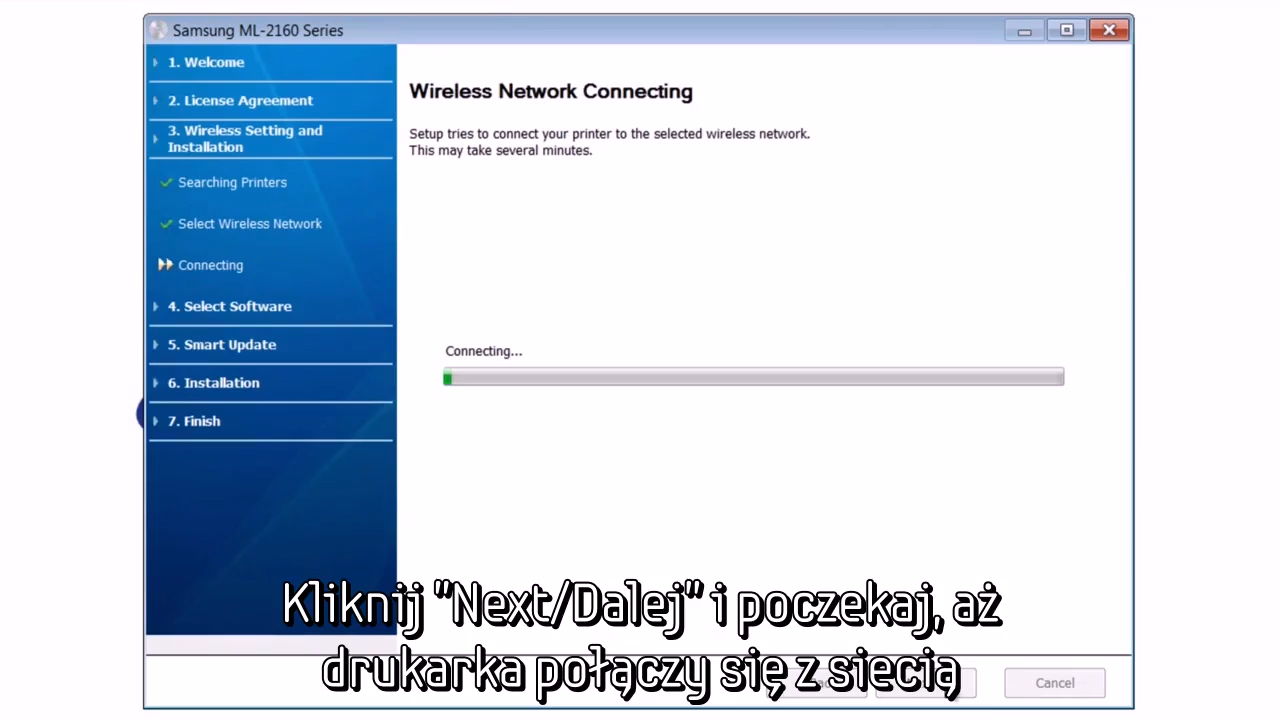 Samsung ML-2160 Series
1. Welcome
2. License Agreement
3. Wireless Setting and
Installation
Searching Printers
Select Wireless Network
Connecting
4. Select Software
5. Smart Update
6. Installation
7. Finish
Wireless Network Connecting
Setup tries to connect your printer to the selected wireless network.
This may take several minutes.
Connecting...
Kliknij "Next/Dalej" i poczekaj, aż
drukarka połączy się z siecią
Cancel